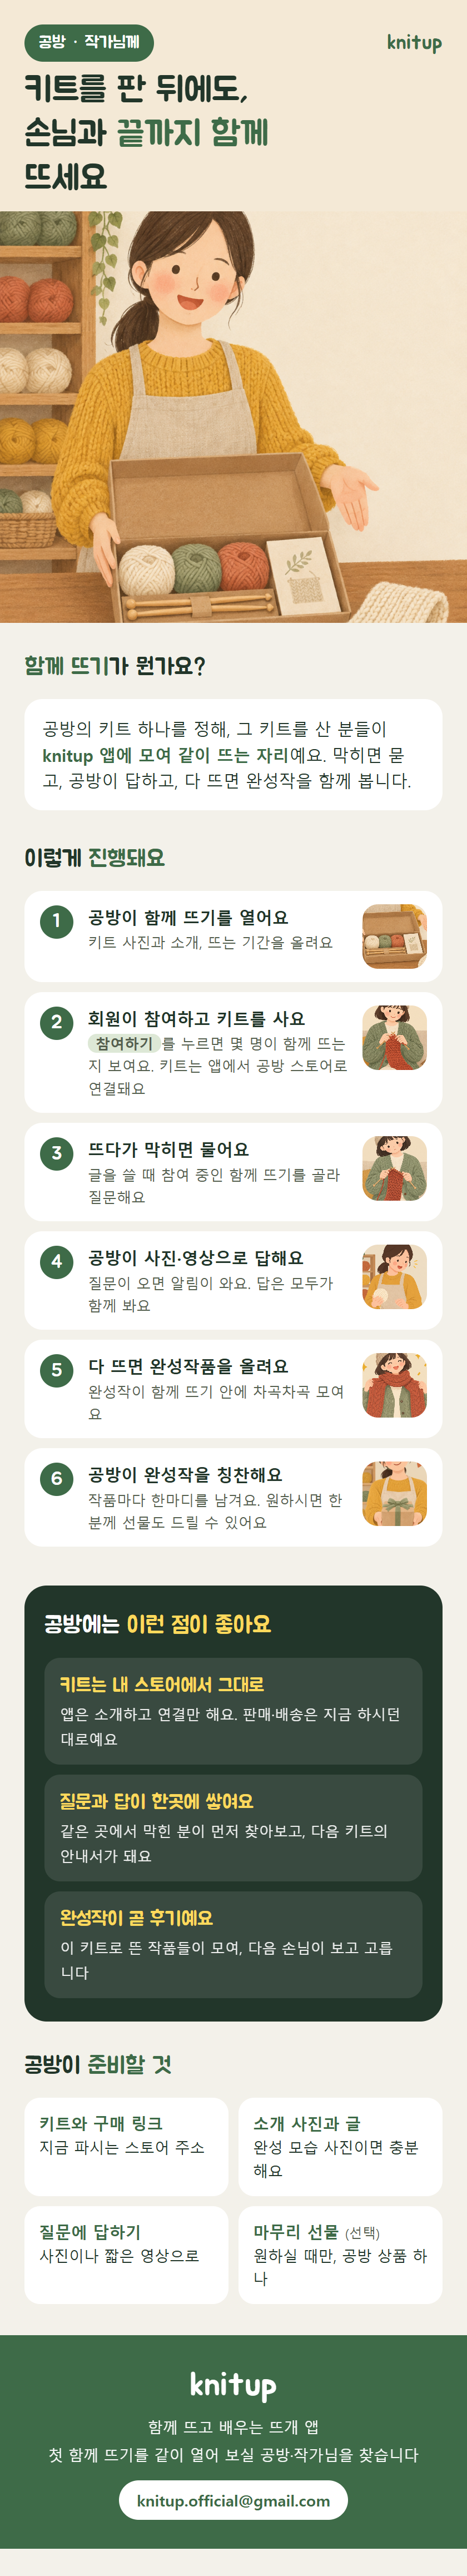 공방 · 작가님께
knitup
키트를 판 뒤에도,
손님과 끝까지 함께
뜨세요
함께 뜨기가 뭔가요?
공방의 키트 하나를 정해, 그 키트를 산 분들이
knitup 앱에 모여 같이 뜨는 자리예요. 막히면 묻
고, 공방이 답하고, 다 뜨면 완성작을 함께 봅니다.
이렇게 진행돼요
1
공방이 함께 뜨기를 열어요
키트 사진과 소개, 뜨는 기간을 올려요
2
회원이 참여하고 키트를 사요
참여하기 를 누르면 몇 명이 함께 뜨는
지 보여요. 키트는 앱에서 공방 스토어로
연결돼요
3
뜨다가 막히면 물어요
글을 쓸 때 참여 중인 함께 뜨기를 골라
질문해요
4
공방이 사진·영상으로 답해요
질문이 오면 알림이 와요. 답은 모두가
함께 봐요
5
다 뜨면 완성작품을 올려요
완성작이 함께 뜨기 안에 차곡차곡 모여
요
6
공방이 완성작을 칭찬해요
작품마다 한마디를 남겨요. 원하시면 한
분께 선물도 드릴 수 있어요
공방에는 이런 점이 좋아요
키트는 내 스토어에서 그대로
앱은 소개하고 연결만 해요. 판매·배송은 지금 하시던
대로예요
질문과 답이 한곳에 쌓여요
같은 곳에서 막힌 분이 먼저 찾아보고, 다음 키트의
안내서가 돼요
완성작이 곧 후기예요
이 키트로 뜬 작품들이 모여, 다음 손님이 보고 고릅
니다
공방이 준비할 것
키트와 구매 링크
지금 파시는 스토어 주소
소개 사진과 글
완성 모습 사진이면 충분
해요
질문에 답하기
사진이나 짧은 영상으로
마무리 선물 (선택)
원하실 때만, 공방 상품 하
나
knitup
함께 뜨고 배우는 뜨개 앱
첫 함께 뜨기를 같이 열어 보실 공방·작가님을 찾습니다
knitup.official@gmail.com